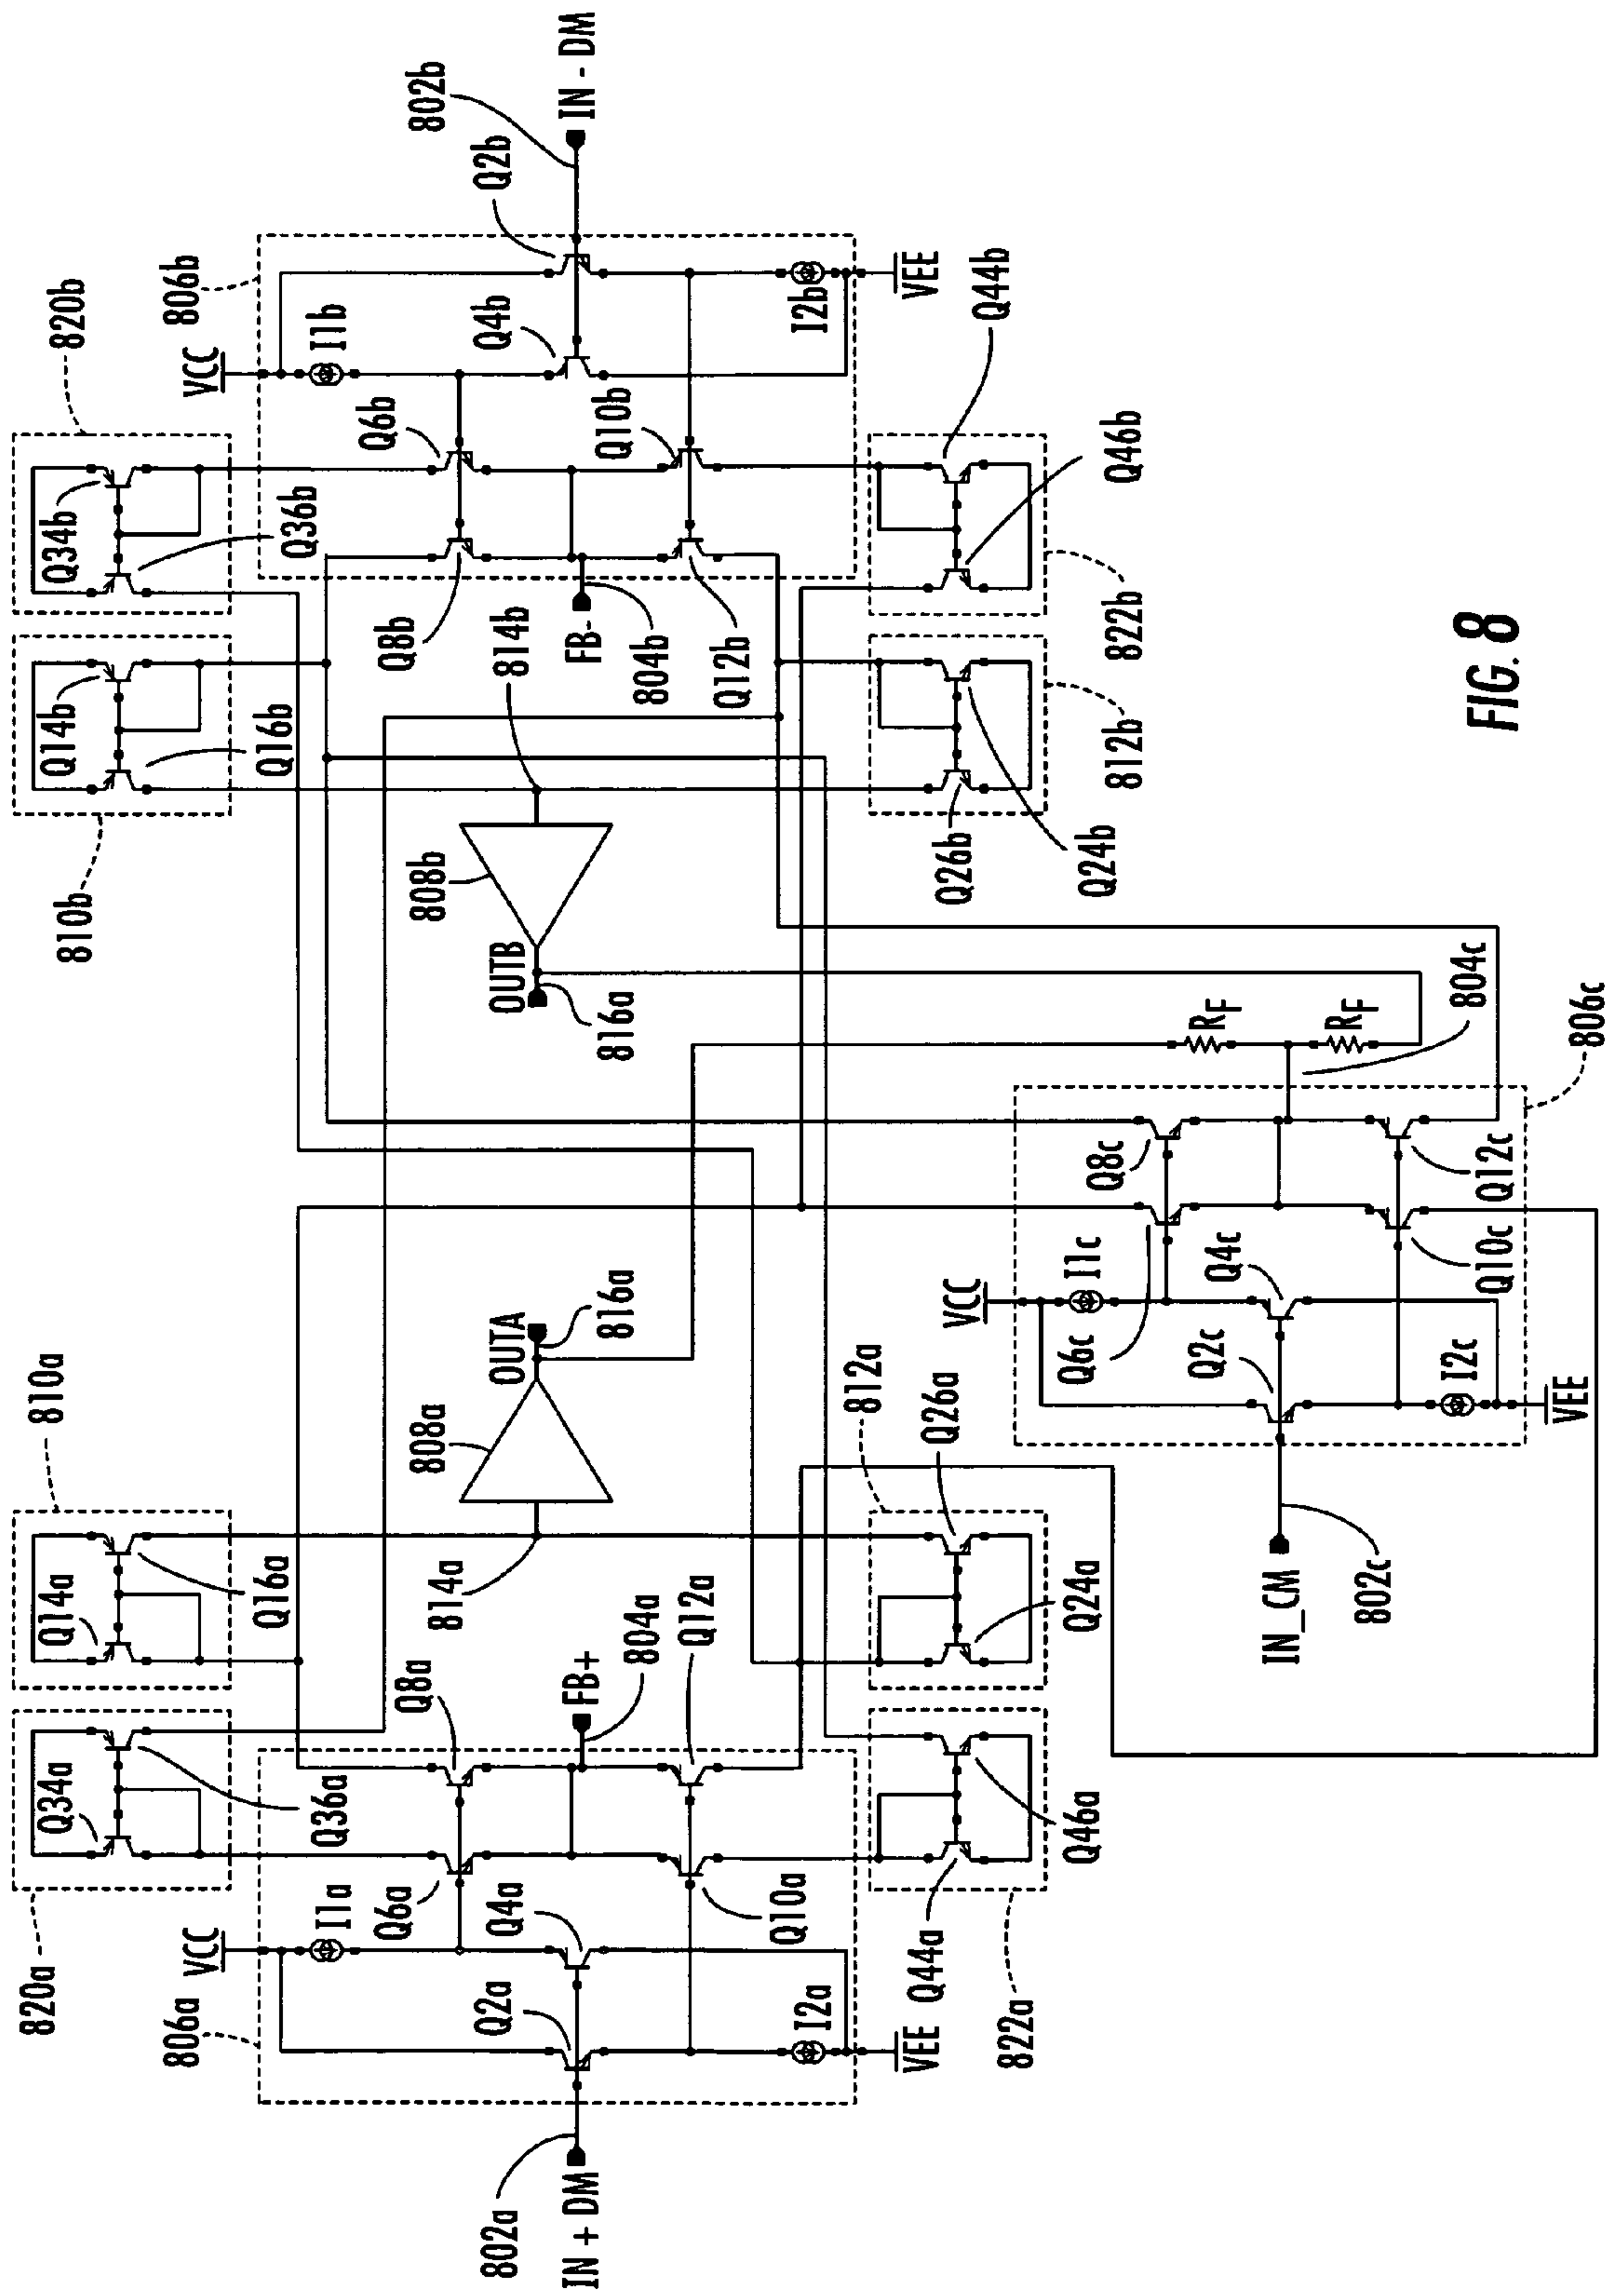 820a
810a
810b
820b
Q34a
Q14a
Q14b
Q34b
Q36a
Q16a
Q16b
Q36b
806a
VCC
I1a
Q6a
Q8a
Q2a
Q4a
IN + DM
802a
FB+
804a
Q10a
Q12a
I2a
VEE
Q44a
Q46a
822a
814a
808a
OUTA
816a
812a
Q26a
Q24a
808b
OUTB
816a
814b
806b
VCC
I1b
Q8b
Q6b
Q4b
Q2b
802b
IN - DM
FB-
804b
Q12b
Q10b
I2b
VEE
Q44b
Q46b
822b
812b
Q26b
Q24b
VCC
I1c
Q6c
Q8c
Q2c
Q4c
IN_CM
802c
I2c
VEE
Q10c
Q12c
RF
RF
804c
806c
FIG. 8